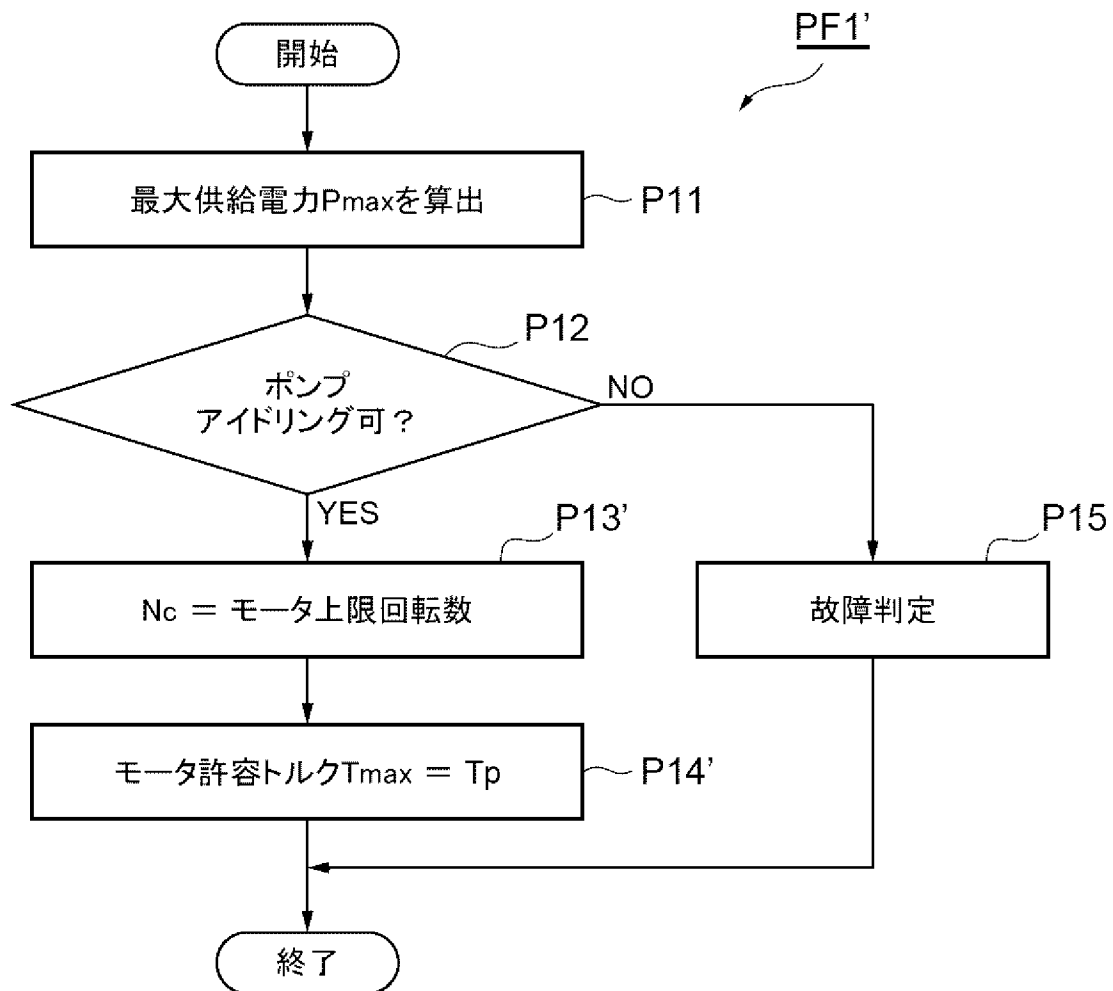 PF1’
開始
最大供給電力Pmaxを算出
P11
P12
ポンプ
アイドリング可？
NO
YES
P13’
Nc ＝ モータ上限回転数
P15
故障判定
モータ許容トルクTmax ＝ Tp
P14’
終了